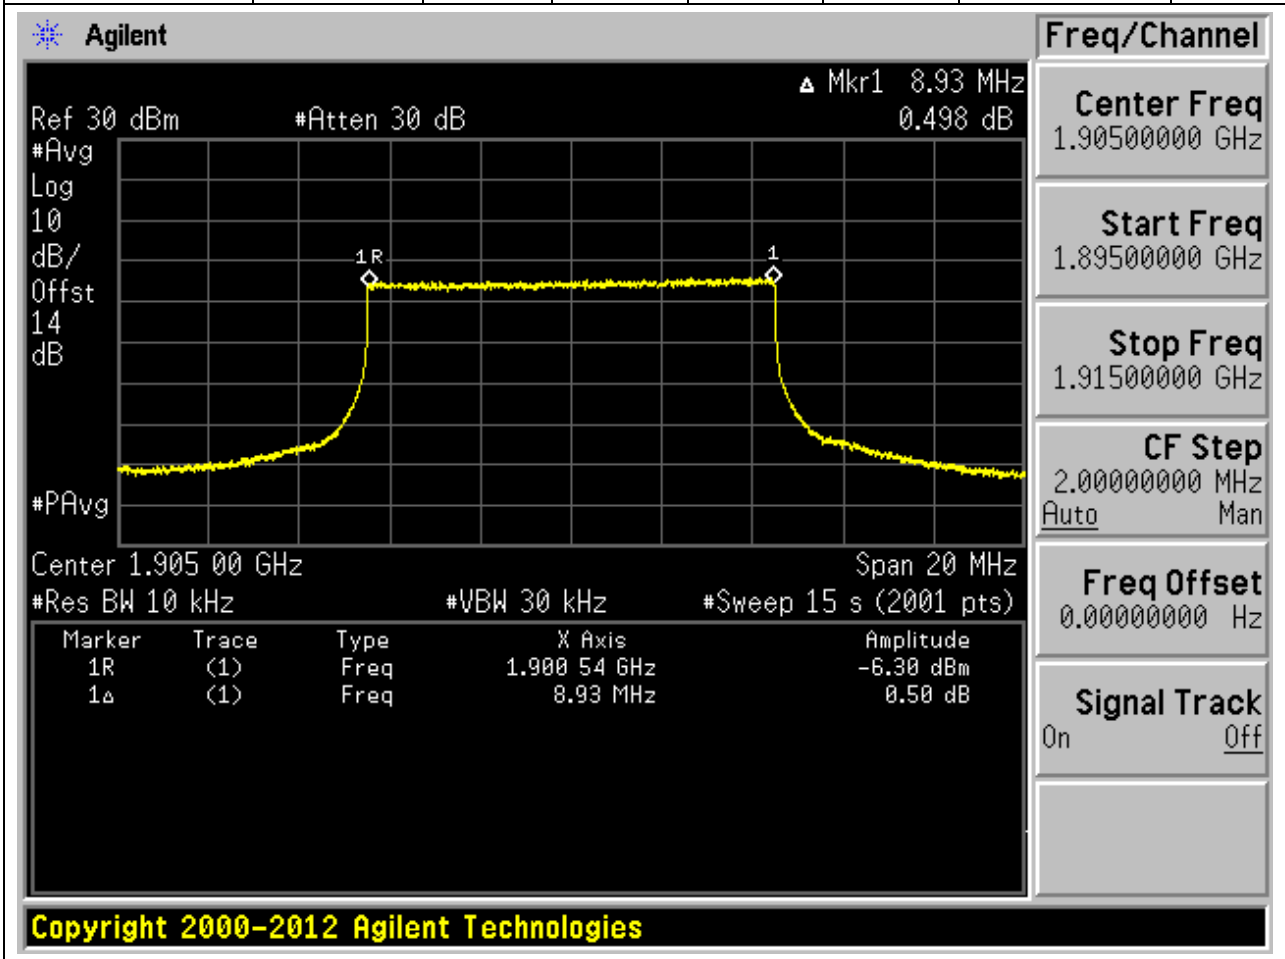 Agilent
Freq/Channel
Δ Mkr1 8.93 MHz
Ref 30 dBm #Atten 30 dB 0.498 dB
#Avg
Log
10
dB/
Offst
14
dB
1R
1
#PAvg
Center 1.905 00 GHz Span 20 MHz
#Res BW 10 kHz #VBW 30 kHz #Sweep 15 s (2001 pts)
Marker Trace Type X Axis Amplitude
1R (1) Freq 1.900 54 GHz -6.30 dBm
1Δ (1) Freq 8.93 MHz 0.50 dB
Center Freq
1.90500000 GHz
Start Freq
1.89500000 GHz
Stop Freq
1.91500000 GHz
CF Step
2.00000000 MHz
Auto Man
Freq Offset
0.00000000 Hz
Signal Track
On Off
Copyright 2000-2012 Agilent Technologies